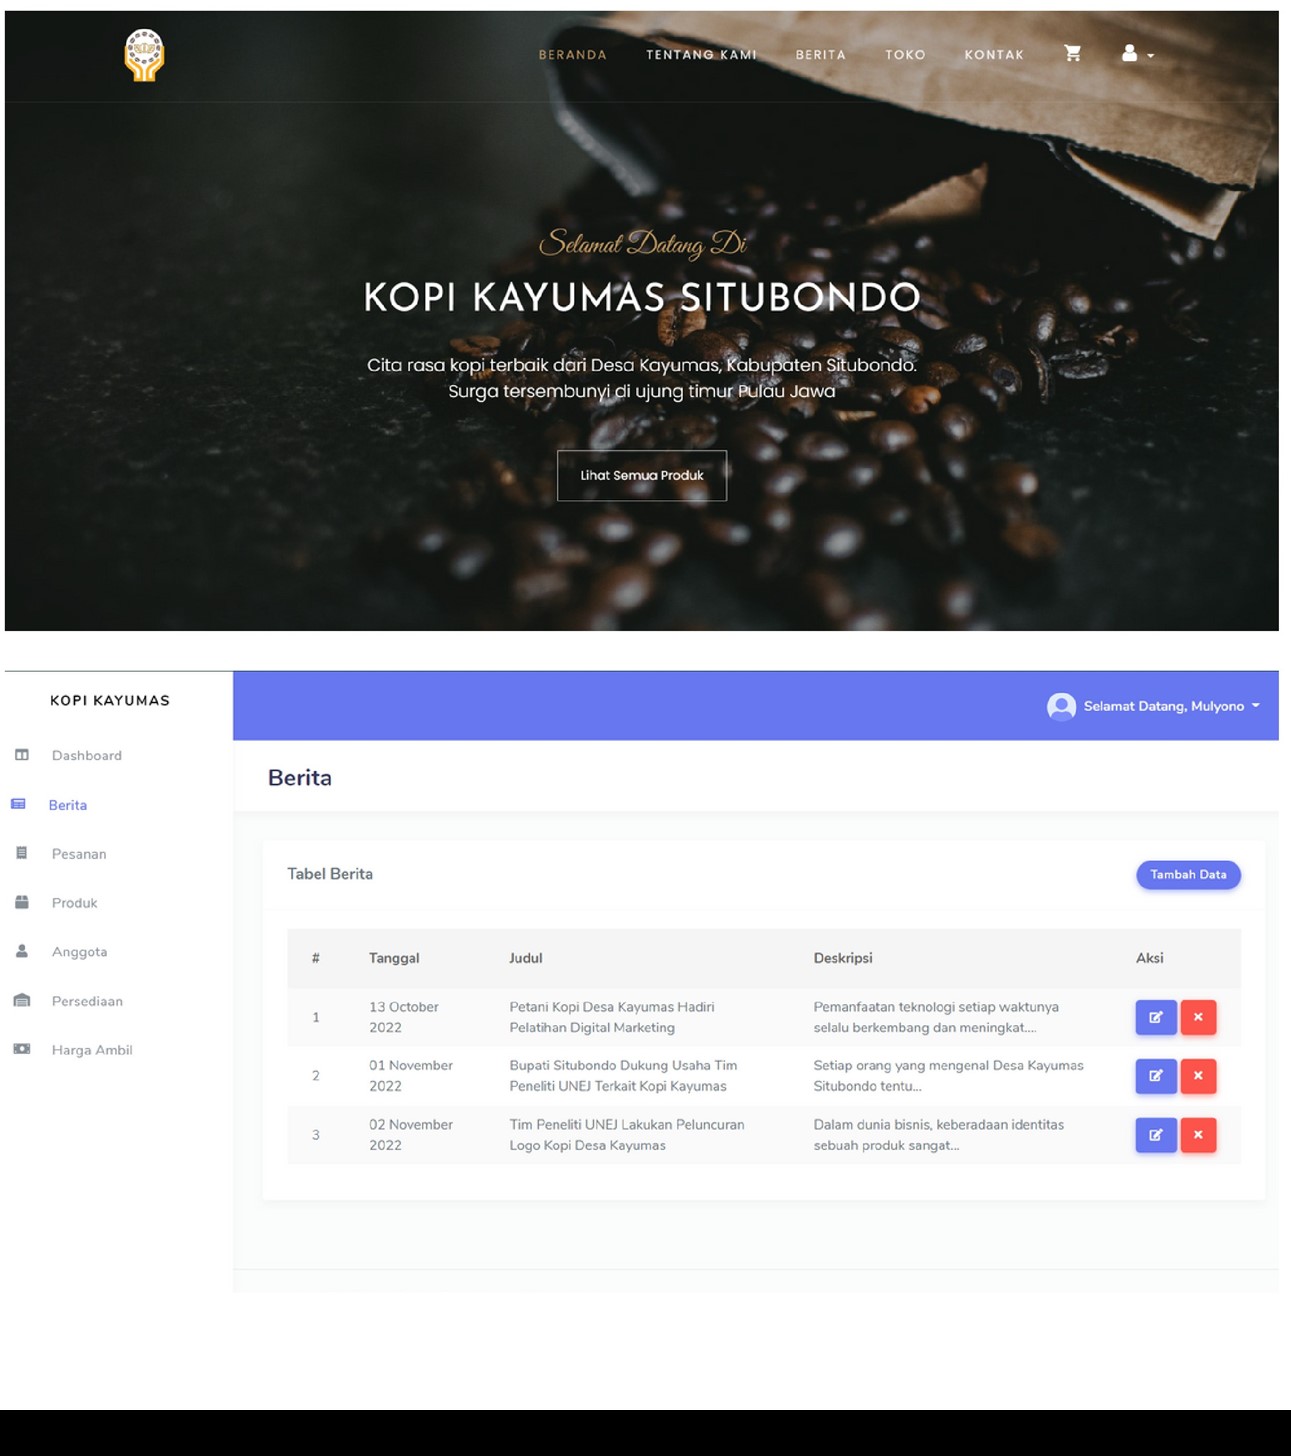 BERANDA TENTANG KAMI BERITA TOKO KONTAK
Selamat Datang Di
KOPI KAYUMAS SITUBONDO
Cita rasa kopi terbaik dari Desa Kayumas, Kabupaten Situbondo.
Surga tersembunyi di ujung timur Pulau Jawa
Lihat Semua Produk
KOPI KAYUMAS
Selamat Datang, Mulyono
Dashboard
Berita
Pesanan
Produk
Anggota
Persediaan
Harga Ambil
Berita
Tabel Berita
Tambah Data
# Tanggal Judul Deskripsi Aksi
1 13 October 2022 Petani Kopi Desa Kayumas Hadiri Pelatihan Digital Marketing Pemanfaatan teknologi setiap waktunya selalu berkembang dan meningkat....
2 01 November 2022 Bupati Situbondo Dukung Usaha Tim Peneliti UNEJ Terkait Kopi Kayumas Setiap orang yang mengenal Desa Kayumas Situbondo tentu...
3 02 November 2022 Tim Peneliti UNEJ Lakukan Peluncuran Logo Kopi Desa Kayumas Dalam dunia bisnis, keberadaan identitas sebuah produk sangat...